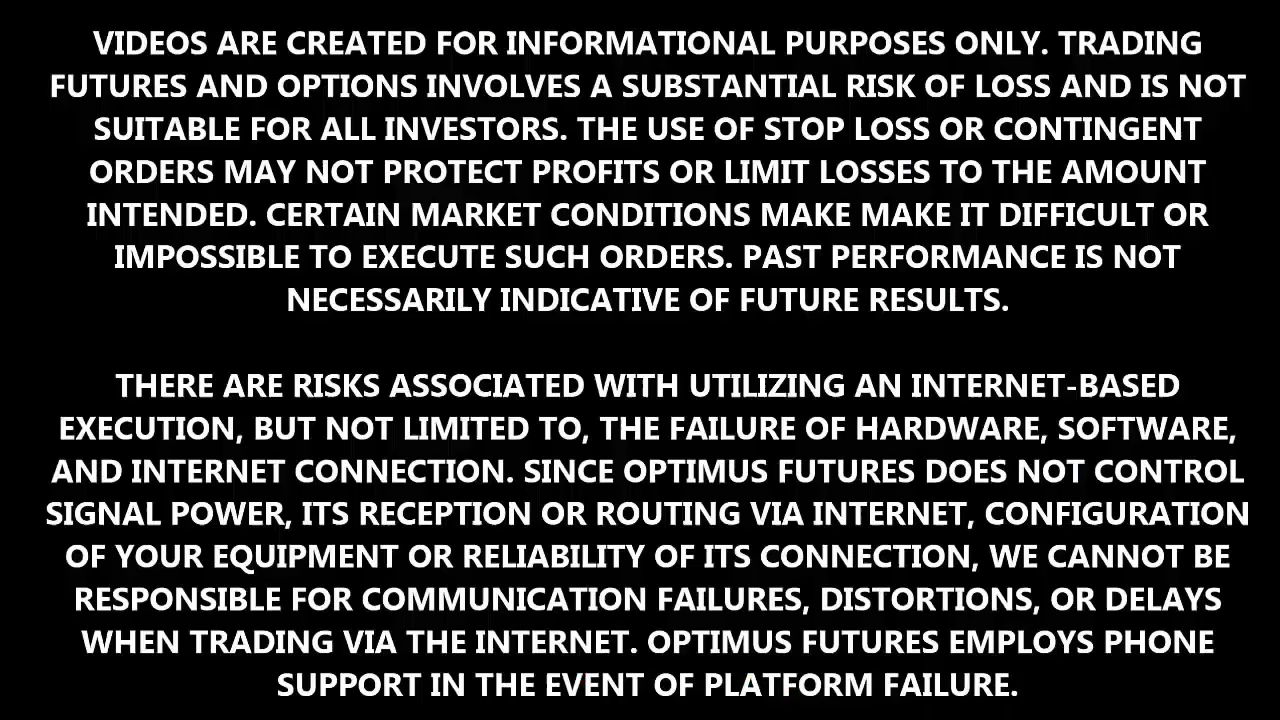 VIDEOS ARE CREATED FOR INFORMATIONAL PURPOSES ONLY. TRADING
FUTURES AND OPTIONS INVOLVES A SUBSTANTIAL RISK OF LOSS AND IS NOT
SUITABLE FOR ALL INVESTORS. THE USE OF STOP LOSS OR CONTINGENT
ORDERS MAY NOT PROTECT PROFITS OR LIMIT LOSSES TO THE AMOUNT
INTENDED. CERTAIN MARKET CONDITIONS MAKE MAKE IT DIFFICULT OR
IMPOSSIBLE TO EXECUTE SUCH ORDERS. PAST PERFORMANCE IS NOT
NECESSARILY INDICATIVE OF FUTURE RESULTS.
THERE ARE RISKS ASSOCIATED WITH UTILIZING AN INTERNET-BASED
EXECUTION, BUT NOT LIMITED TO, THE FAILURE OF HARDWARE, SOFTWARE,
AND INTERNET CONNECTION. SINCE OPTIMUS FUTURES DOES NOT CONTROL
SIGNAL POWER, ITS RECEPTION OR ROUTING VIA INTERNET, CONFIGURATION
OF YOUR EQUIPMENT OR RELIABILITY OF ITS CONNECTION, WE CANNOT BE
RESPONSIBLE FOR COMMUNICATION FAILURES, DISTORTIONS, OR DELAYS
WHEN TRADING VIA THE INTERNET. OPTIMUS FUTURES EMPLOYS PHONE
SUPPORT IN THE EVENT OF PLATFORM FAILURE.